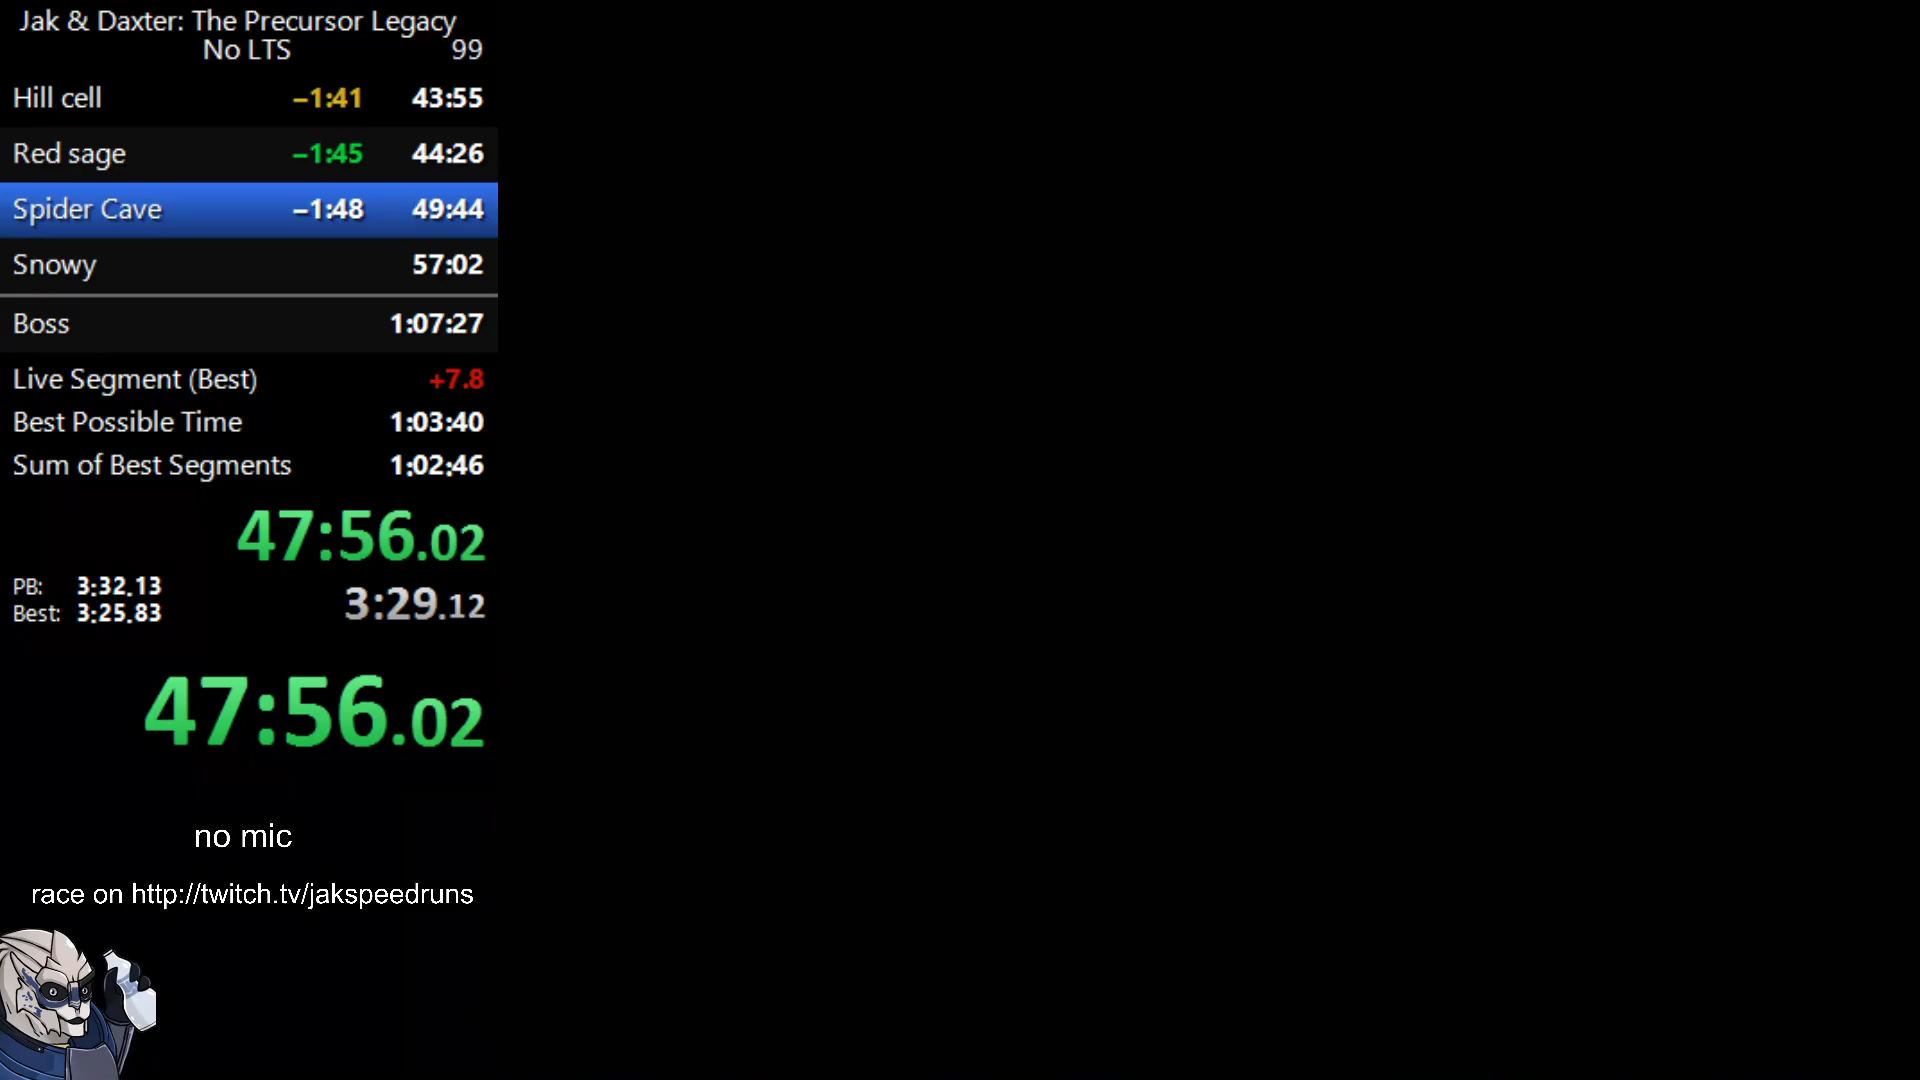 Jak & Daxter: The Precursor Legacy
No LTS 99
Hill cell −1:41 43:55
Red sage −1:45 44:26
Spider Cave −1:48 49:44
Snowy 57:02
Boss 1:07:27
Live Segment (Best) +7.8
Best Possible Time 1:03:40
Sum of Best Segments 1:02:46
47:56.02
PB: 3:32.13
Best: 3:25.83
3:29.12
47:56.02
no mic
race on http://twitch.tv/jakspeedruns